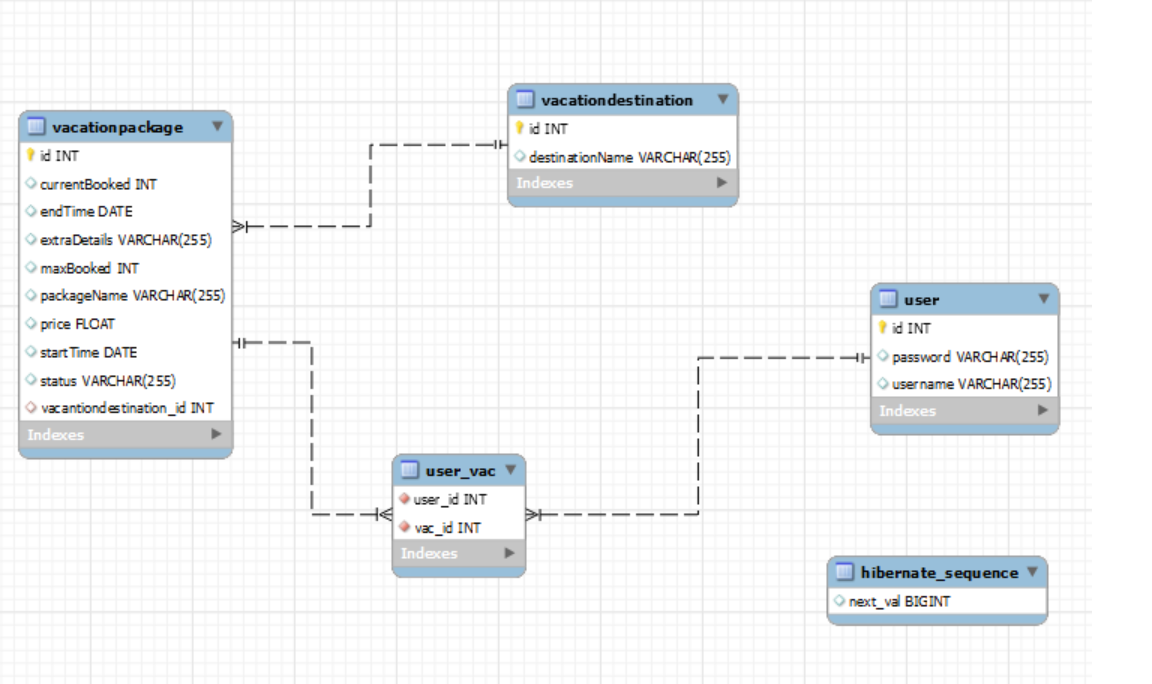 vacationpackage
id INT
currentBooked INT
endTime DATE
extraDetails VARCHAR(255)
maxBooked INT
packageName VARCHAR(255)
price FLOAT
startTime DATE
status VARCHAR(255)
vacantiondestination_id INT
Indexes
vacationdestination
id INT
destinationName VARCHAR(255)
Indexes
user
id INT
password VARCHAR(255)
username VARCHAR(255)
Indexes
user_vac
user_id INT
vac_id INT
Indexes
hibernate_sequence
next_val BIGINT